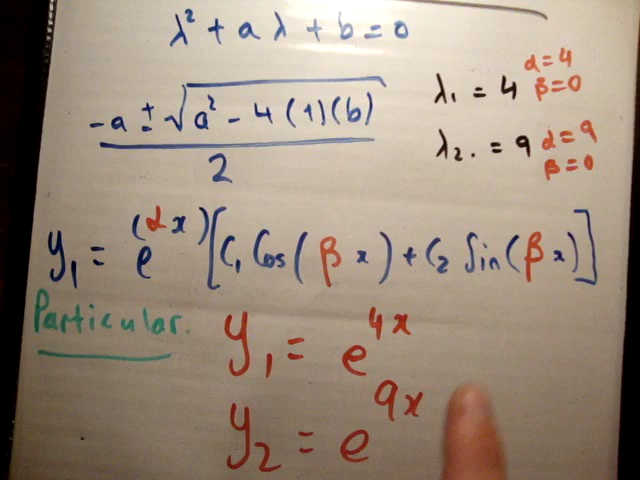 λ² + a λ + b = 0
-a ± √a² - 4(1)(b)
2
λ₁ = 4 α=4 β=0
λ₂. = 9 α=9 β=0
y₁ = e^(αx) [C₁ Cos(βx) + C₂ Sin(βx)]
Particular.
y₁ = e^4x
y₂ = e^9x